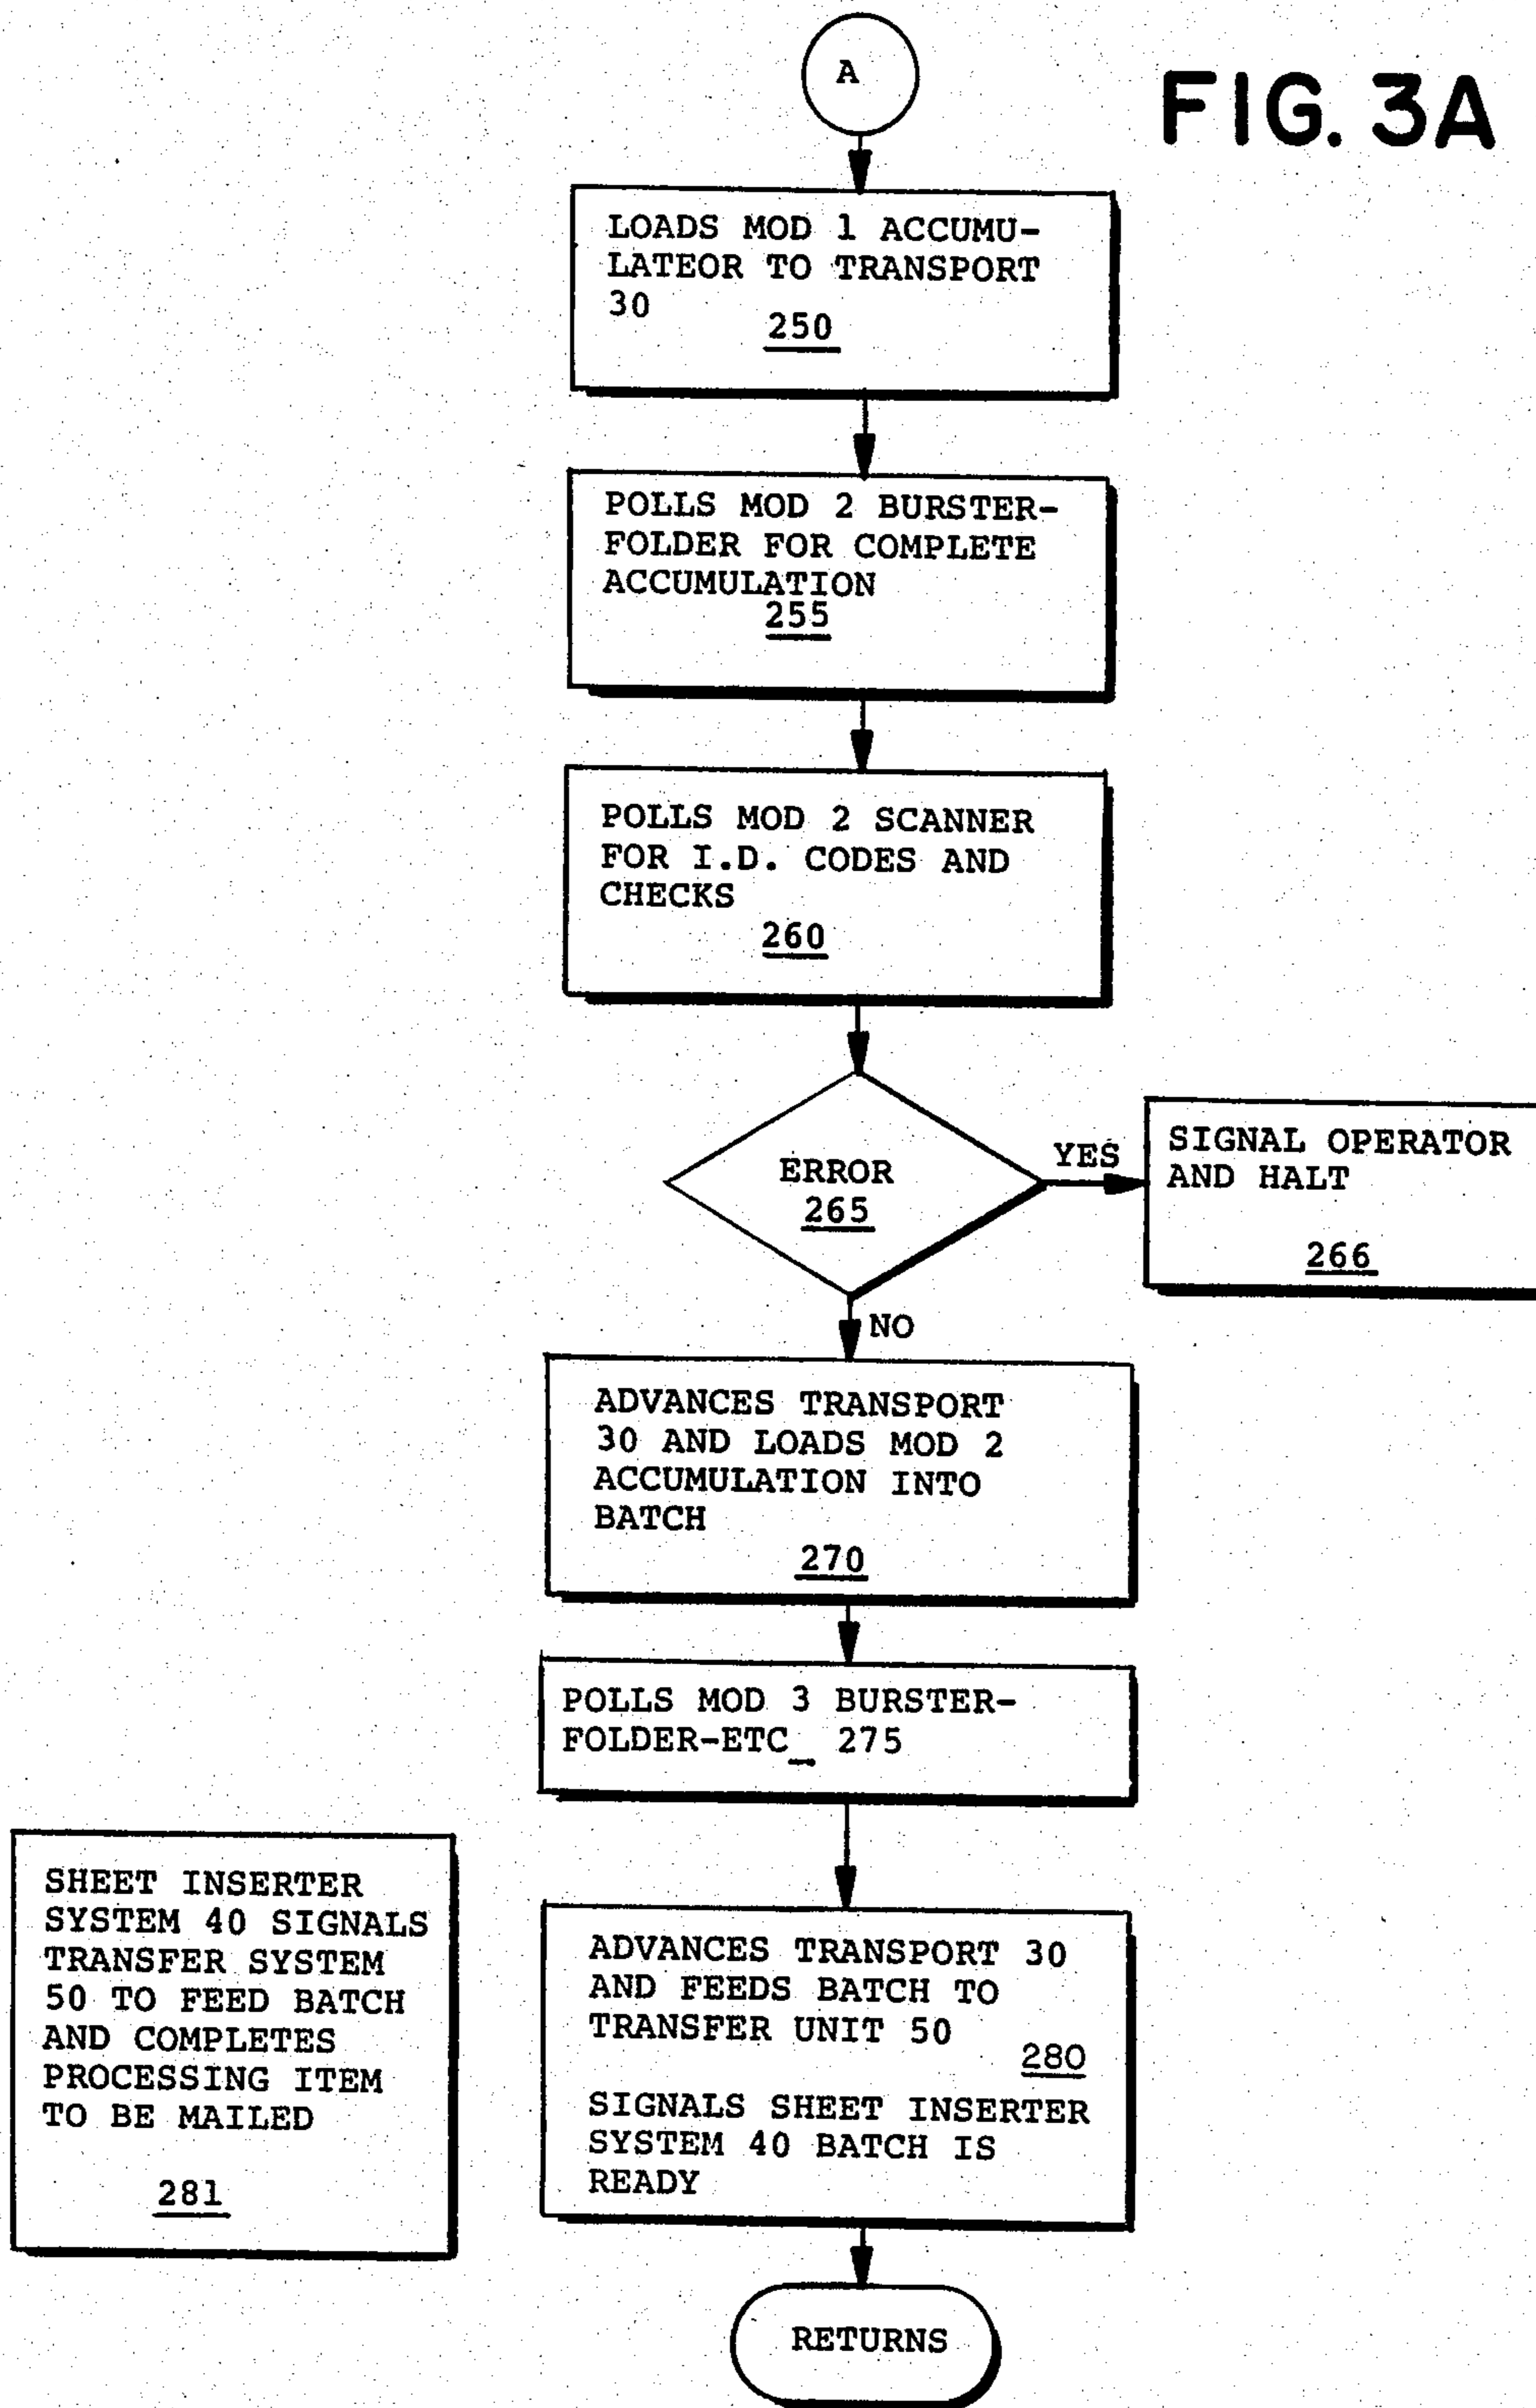 A
FIG. 3A
LOADS MOD 1 ACCUMU-
LATEOR TO TRANSPORT
30
250
POLLS MOD 2 BURSTER-
FOLDER FOR COMPLETE
ACCUMULATION
255
POLLS MOD 2 SCANNER
FOR I.D. CODES AND
CHECKS
260
ERROR
265
YES
SIGNAL OPERATOR
AND HALT
266
NO
ADVANCES TRANSPORT
30 AND LOADS MOD 2
ACCUMULATION INTO
BATCH
270
POLLS MOD 3 BURSTER-
FOLDER-ETC_ 275
SHEET INSERTER
SYSTEM 40 SIGNALS
TRANSFER SYSTEM
50 TO FEED BATCH
AND COMPLETES
PROCESSING ITEM
TO BE MAILED
281
ADVANCES TRANSPORT 30
AND FEEDS BATCH TO
TRANSFER UNIT 50
280
SIGNALS SHEET INSERTER
SYSTEM 40 BATCH IS
READY
RETURNS